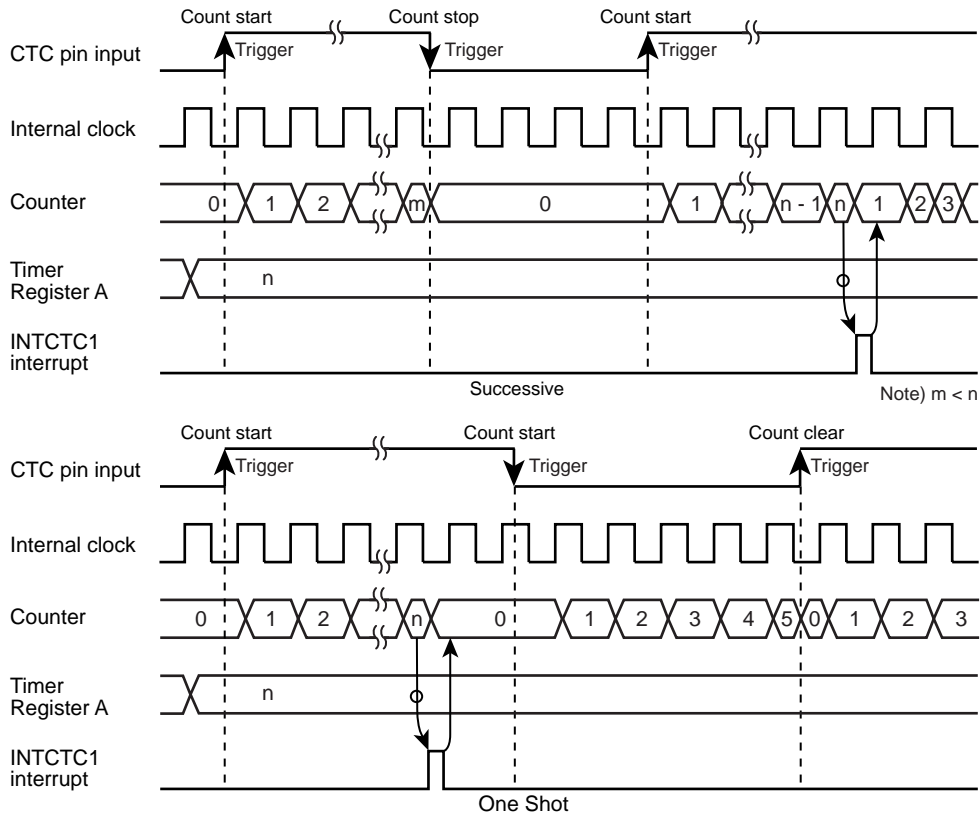 Count start Count stop Count start
CTC pin input Trigger Trigger Trigger
Internal clock
Counter 0 1 2 m 0 1 n - 1 n 1 2 3
Timer
Register A n
INTCTC1
interrupt
Successive
Note) m < n
Count start Count start Count clear
CTC pin input Trigger Trigger Trigger
Internal clock
Counter 0 1 2 n 0 1 2 3 4 5 0 1 2 3
Timer
Register A n
INTCTC1
interrupt
One Shot